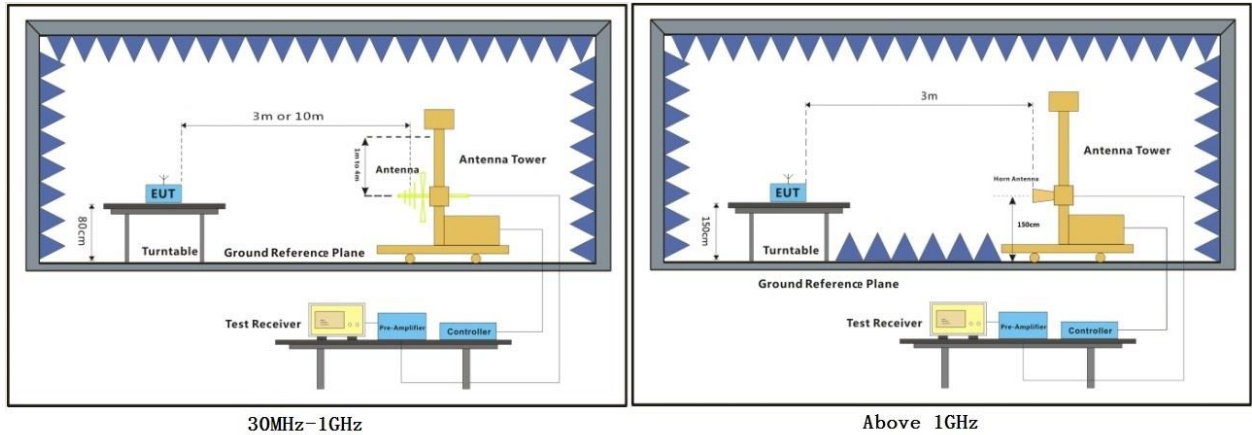 3m or 10m
1m to 4m
Antenna
Antenna Tower
EUT
80cm
Turntable
Ground Reference Plane
Test Receiver
Pre-Amplifier
Controller
30MHz-1GHz
3m
Antenna Tower
Horn Antenna
EUT
150cm
150cm
Turntable
Ground Reference Plane
Test Receiver
Pre-Amplifier
Controller
Above 1GHz